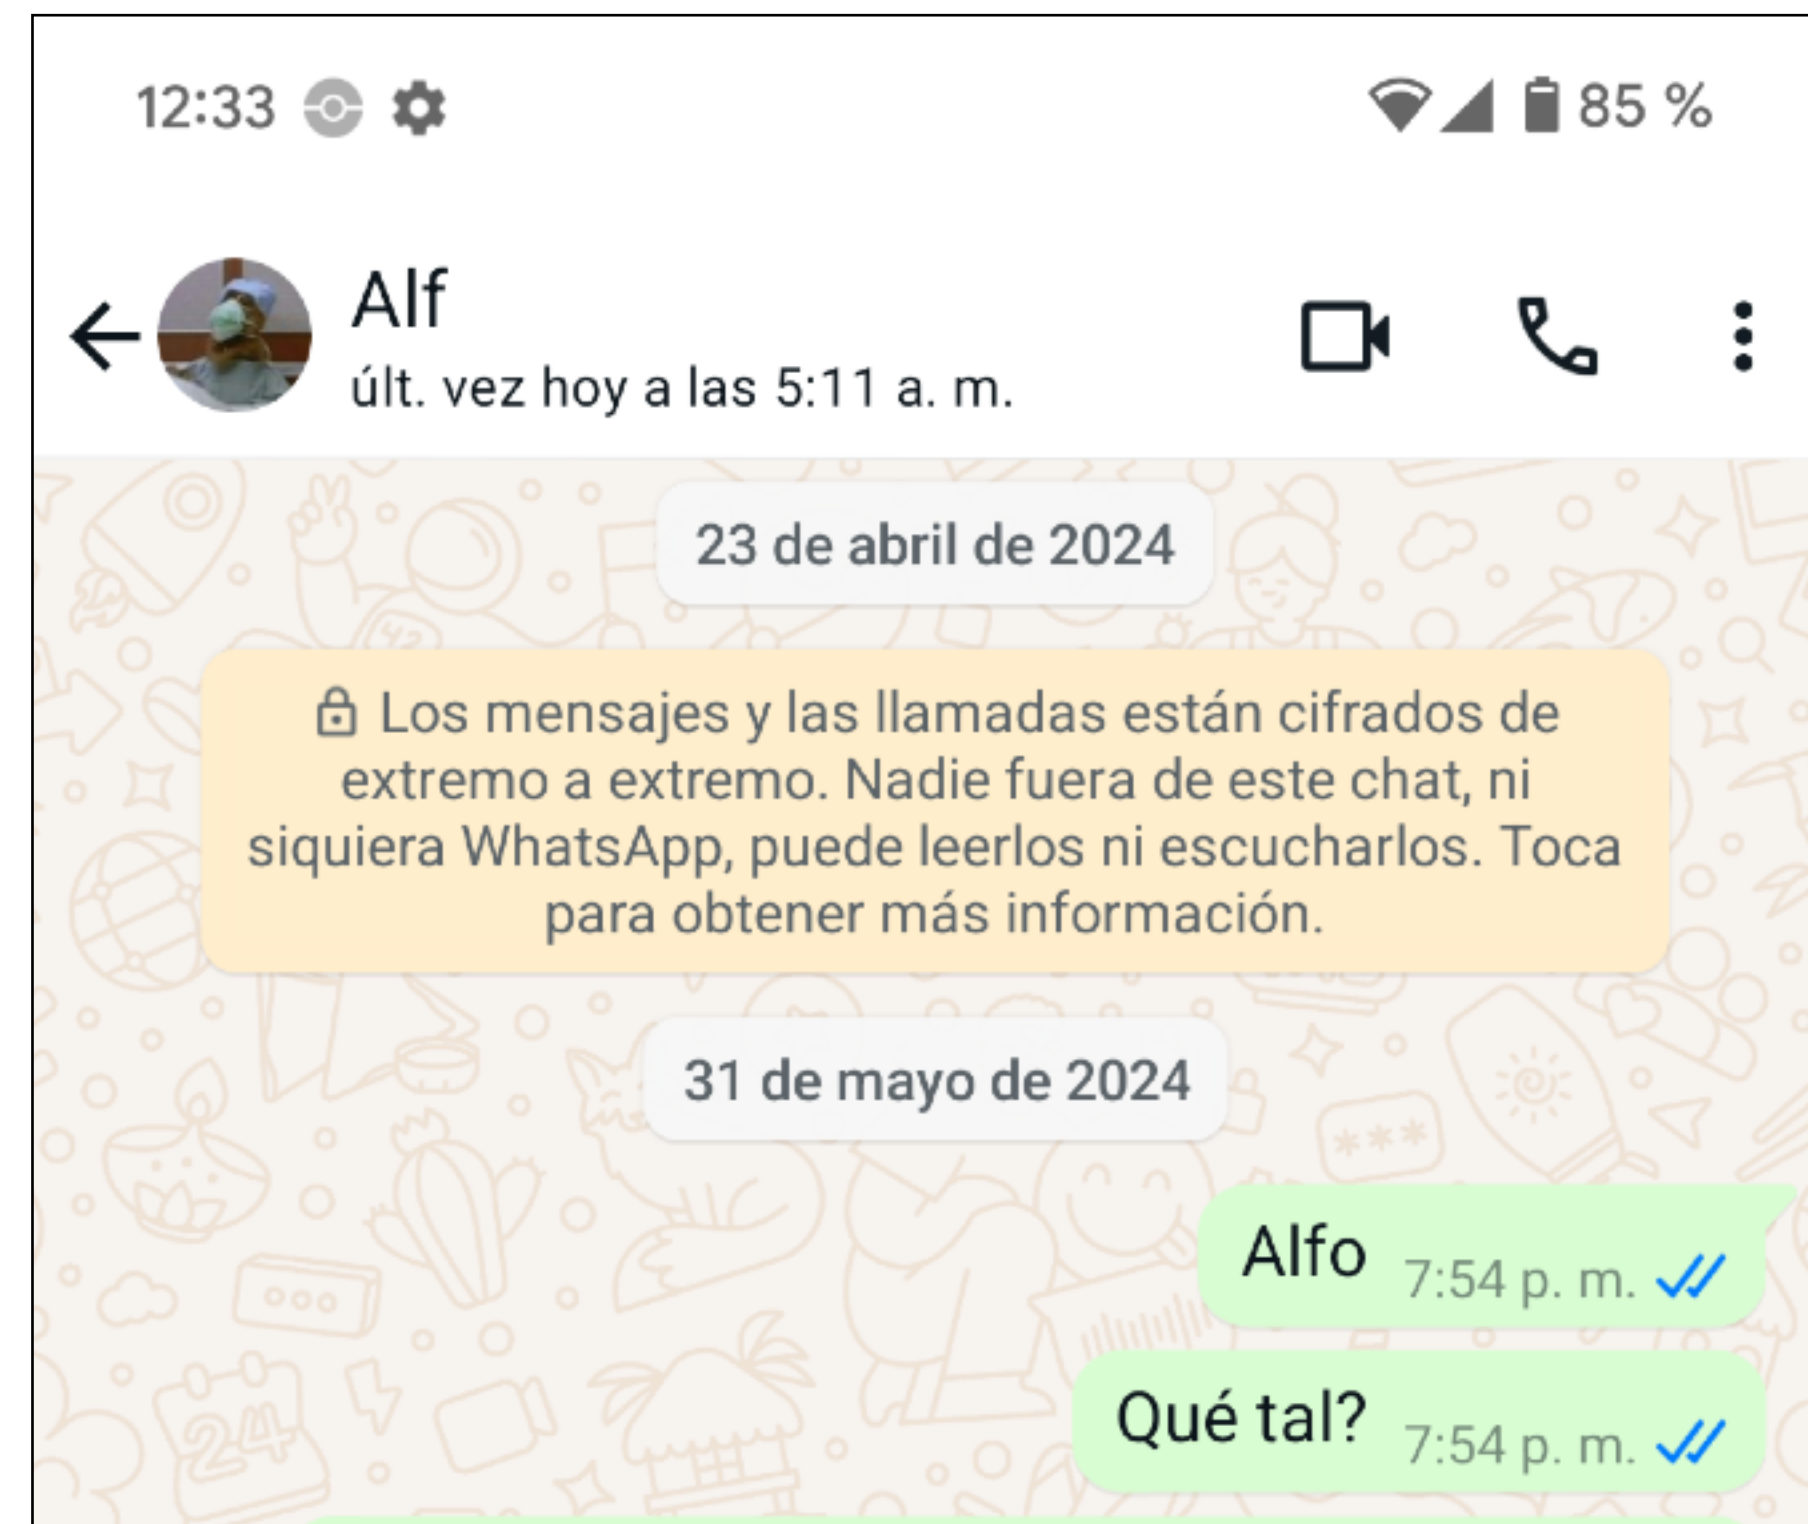 12:33 85 %
Alf
últ. vez hoy a las 5:11 a. m.
23 de abril de 2024
42
Los mensajes y las llamadas están cifrados de
extremo a extremo. Nadie fuera de este chat, ni
siquiera WhatsApp, puede leerlos ni escucharlos. Toca
para obtener más información.
31 de mayo de 2024
***
Alfo 7:54 p. m.
Qué tal? 7:54 p. m.
24